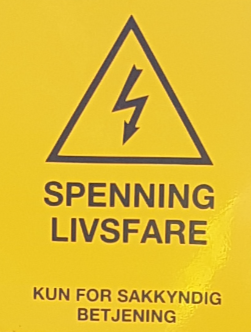 SPENNING
LIVSFARE
KUN FOR SAKKYNDIG
BETJENING